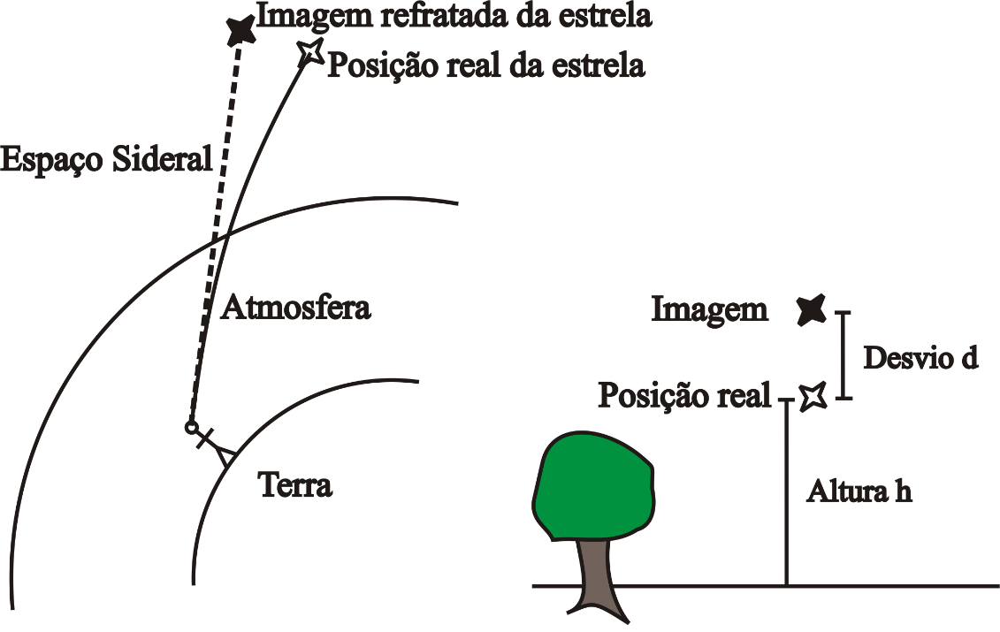 Imagem refratada da estrela
Posição real da estrela
Espaço Sideral
Atmosfera
Terra
Imagem
Desvio d
Posição real
Altura h